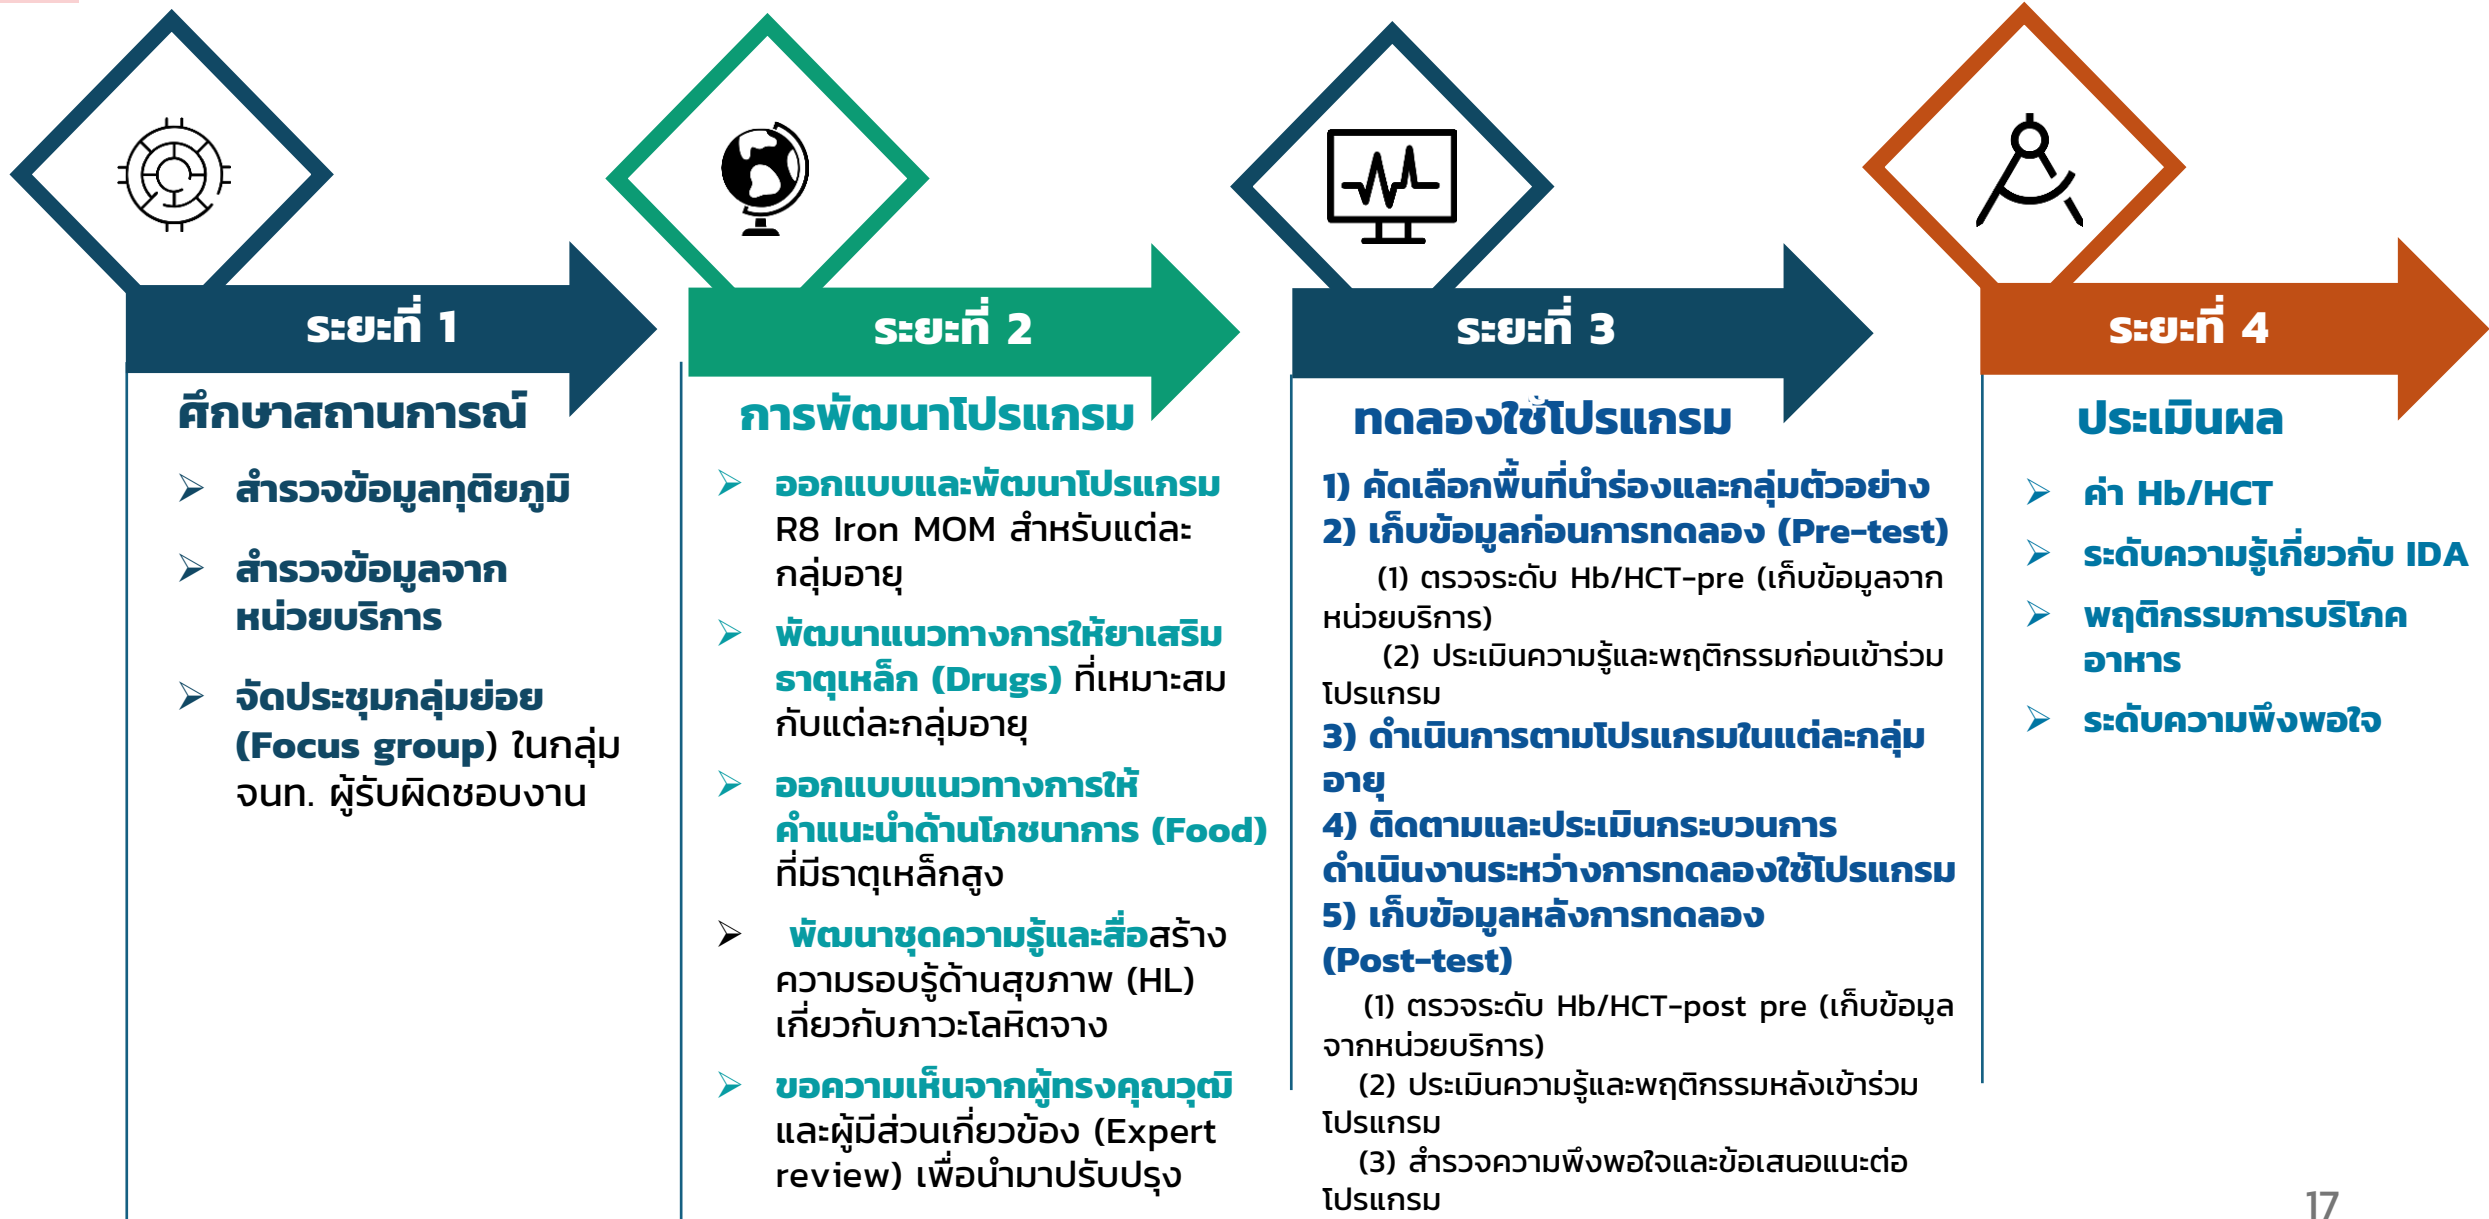 ระยะที่ 1
ศึกษาสถานการณ์
สำรวจข้อมูลทุติยภูมิ
สำรวจข้อมูลจาก
หน่วยบริการ
จัดประชุมกลุ่มย่อย
(Focus group) ในกลุ่ม
จนท. ผู้รับผิดชอบงาน
ระยะที่ 2
การพัฒนาโปรแกรม
ออกแบบและพัฒนาโปรแกรม
R8 Iron MOM สำหรับแต่ละ
กลุ่มอายุ
พัฒนาแนวทางการให้ยาเสริม
ธาตุเหล็ก (Drugs) ที่เหมาะสม
กับแต่ละกลุ่มอายุ
ออกแบบแนวทางการให้
คำแนะนำด้านโภชนาการ (Food)
ที่มีธาตุเหล็กสูง
พัฒนาชุดความรู้และสื่อสร้าง
ความรอบรู้ด้านสุขภาพ (HL)
เกี่ยวกับภาวะโลหิตจาง
ขอความเห็นจากผู้ทรงคุณวุฒิ
และผู้มีส่วนเกี่ยวข้อง (Expert
review) เพื่อนำมาปรับปรุง
ระยะที่ 3
ทดลองใช้โปรแกรม
1) คัดเลือกพื้นที่นำร่องและกลุ่มตัวอย่าง
2) เก็บข้อมูลก่อนการทดลอง (Pre-test)
(1) ตรวจระดับ Hb/HCT-pre (เก็บข้อมูลจาก
หน่วยบริการ)
(2) ประเมินความรู้และพฤติกรรมก่อนเข้าร่วม
โปรแกรม
3) ดำเนินการตามโปรแกรมในแต่ละกลุ่ม
อายุ
4) ติดตามและประเมินกระบวนการ
ดำเนินงานระหว่างการทดลองใช้โปรแกรม
5) เก็บข้อมูลหลังการทดลอง
(Post-test)
(1) ตรวจระดับ Hb/HCT-post pre (เก็บข้อมูล
จากหน่วยบริการ)
(2) ประเมินความรู้และพฤติกรรมหลังเข้าร่วม
โปรแกรม
(3) สำรวจความพึงพอใจและข้อเสนอแนะต่อ
โปรแกรม
ระยะที่ 4
ประเมินผล
ค่า Hb/HCT
ระดับความรู้เกี่ยวกับ IDA
พฤติกรรมการบริโภค
อาหาร
ระดับความพึงพอใจ
17